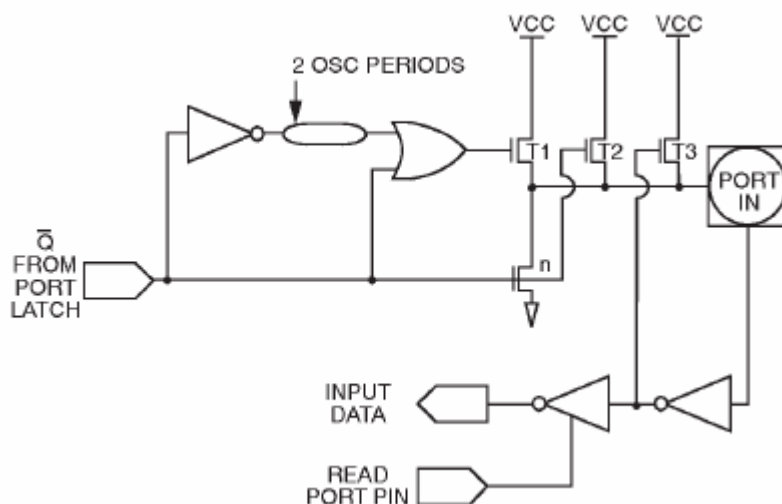 VCC
VCC
VCC
2 OSC PERIODS
T1
T2
T3
PORT
IN
Q̅
FROM
PORT
LATCH
n
INPUT
DATA
READ
PORT PIN